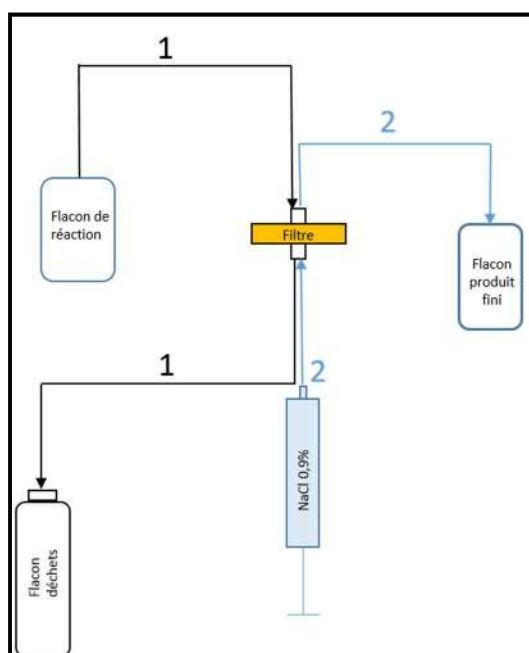 1
2
Flacon de
réaction
Filtre
Flacon
produit
fini
1
2
NaCl 0,9%
Flacon
déchets